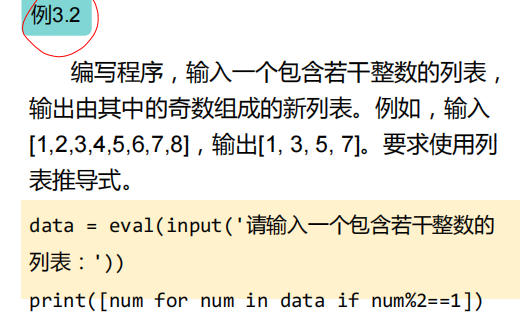 例3.2
编写程序，输入一个包含若干整数的列表，
输出由其中的奇数组成的新列表。例如，输入
[1,2,3,4,5,6,7,8]，输出[1, 3, 5, 7]。要求使用列
表推导式。
data = eval(input('请输入一个包含若干整数的
列表：'))
print([num for num in data if num%2==1])